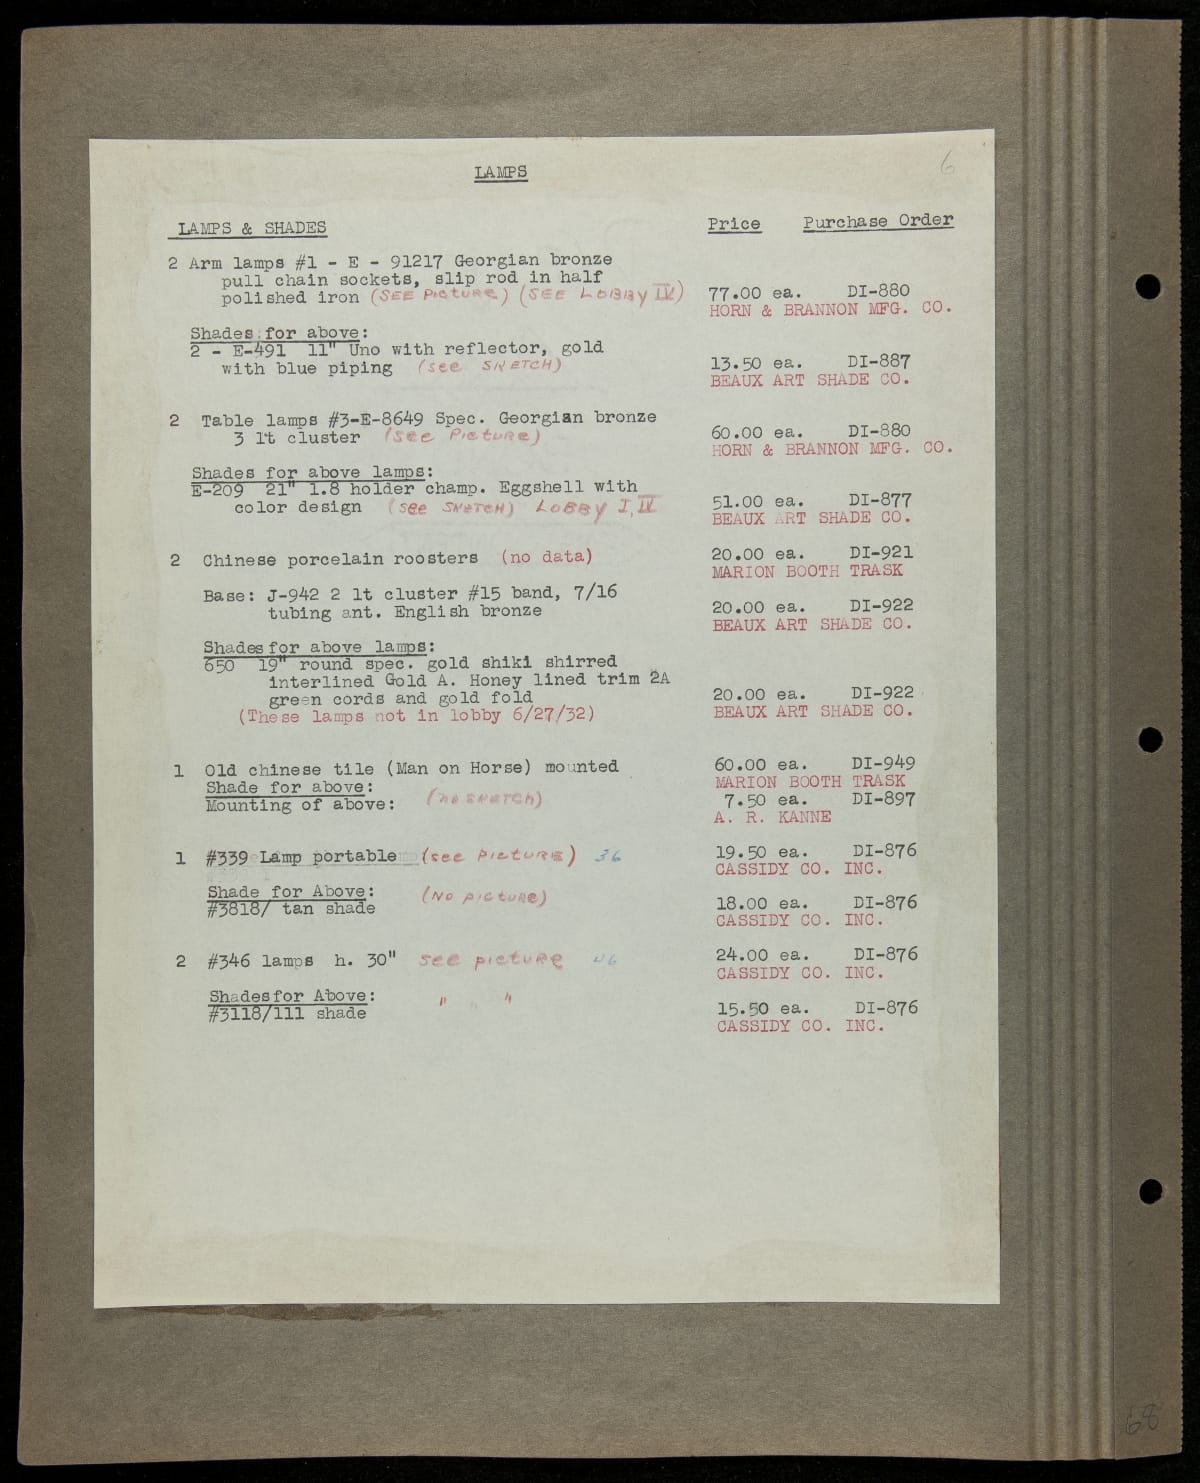 LAMPS
6
LAMPS & SHADES Price Purchase Order
2 Arm lamps #1 - E - 91217 Georgian bronze
pull chain sockets, slip rod in half
polished iron (SEE PICTURE) (SEE LOBBY IV) 77.00 ea. DI-880
HORN & BRANNON MFG. CO.
Shades for above:
2 - E-491 11" Uno with reflector, gold
with blue piping (see SKETCH) 13.50 ea. DI-887
BEAUX ART SHADE CO.
2 Table lamps #3-E-8649 Spec. Georgian bronze
3 lt cluster (see Picture) 60.00 ea. DI-880
HORN & BRANNON MFG. CO.
Shades for above lamps:
E-209 21" 1.8 holder champ. Eggshell with
color design (see SKETCH) LOBBY I, IV 51.00 ea. DI-877
BEAUX ART SHADE CO.
2 Chinese porcelain roosters (no data) 20.00 ea. DI-921
MARION BOOTH TRASK
Base: J-942 2 lt cluster #15 band, 7/16
tubing ant. English bronze 20.00 ea. DI-922
BEAUX ART SHADE CO.
Shades for above lamps:
650 19" round spec. gold shiki shirred
interlined Gold A. Honey lined trim 2A
green cords and gold fold 20.00 ea. DI-922
(These lamps not in lobby 6/27/32) BEAUX ART SHADE CO.
1 Old chinese tile (Man on Horse) mounted 60.00 ea. DI-949
Shade for above: MARION BOOTH TRASK
Mounting of above: (no SKETCH) 7.50 ea. DI-897
A. R. KANNE
1 #339 Lamp portable (see PICTURE) 36 19.50 ea. DI-876
CASSIDY CO. INC.
Shade for Above: (No picture)
#3818/ tan shade 18.00 ea. DI-876
CASSIDY CO. INC.
2 #346 lamps h. 30" see picture 46 24.00 ea. DI-876
CASSIDY CO. INC.
Shades for Above: " " "
#3118/111 shade 15.50 ea. DI-876
CASSIDY CO. INC.
68